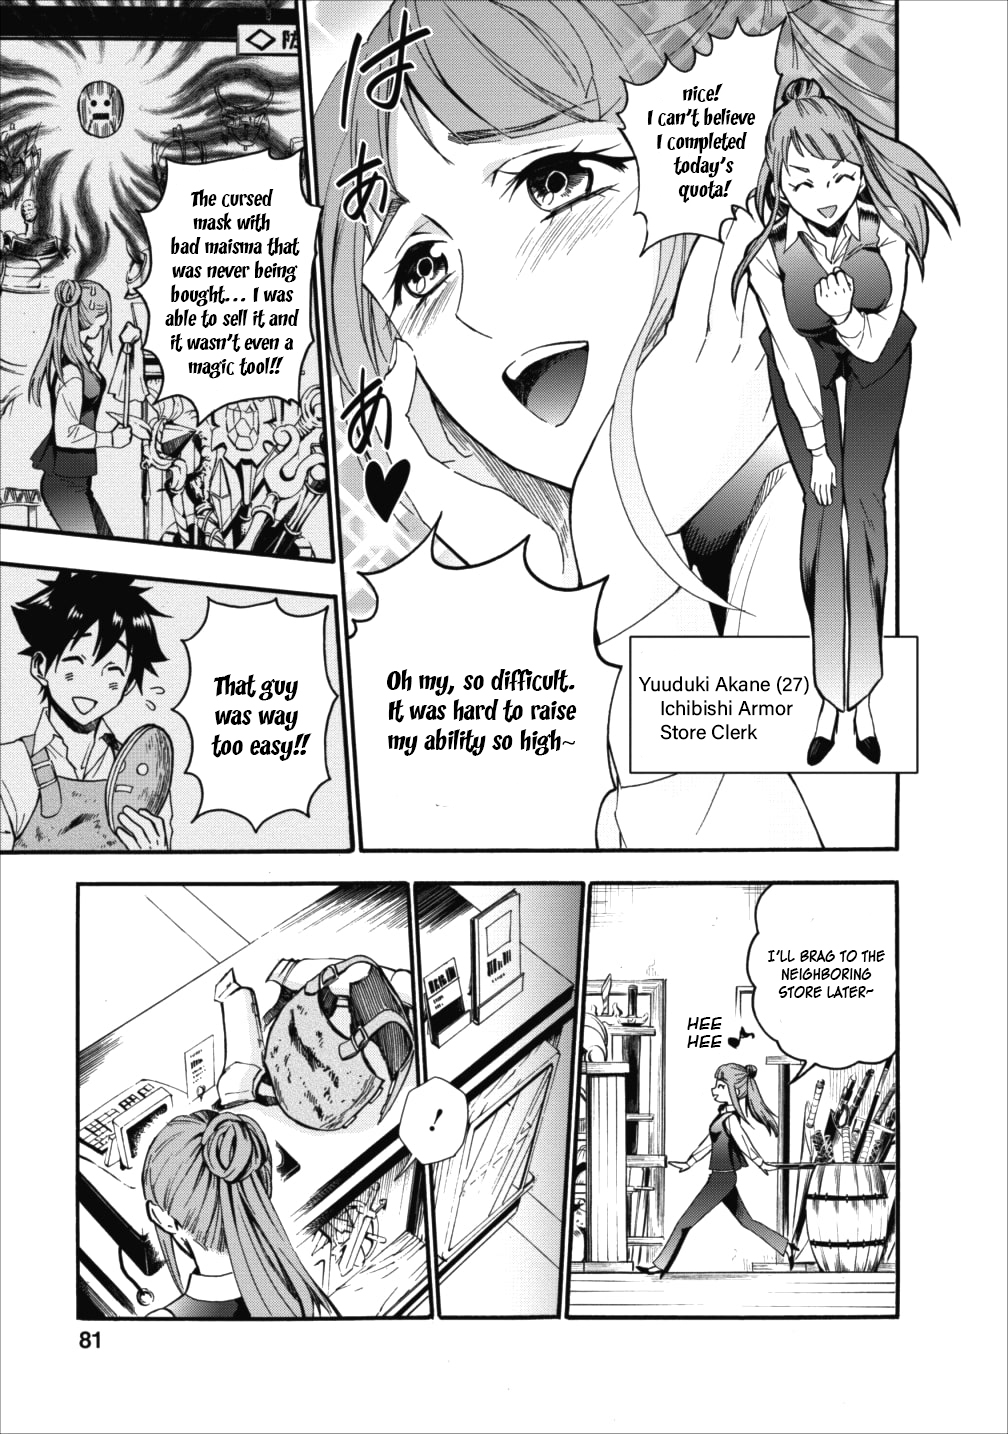 nice!
I can't believe
I completed
today's
quota!
はぁあ
Oh my, so difficult.
It was hard to raise
my ability so high~
Yuuduki Akane (27)
Ichibishi Armor
Store Clerk
The cursed
mask with
bad maisma that
was never being
bought... I was
able to sell it and
it wasn't even a
magic tool!!
That guy
was way
too easy!!
I'LL BRAG TO THE
NEIGHBORING
STORE LATER~
HEE
HEE
!
81